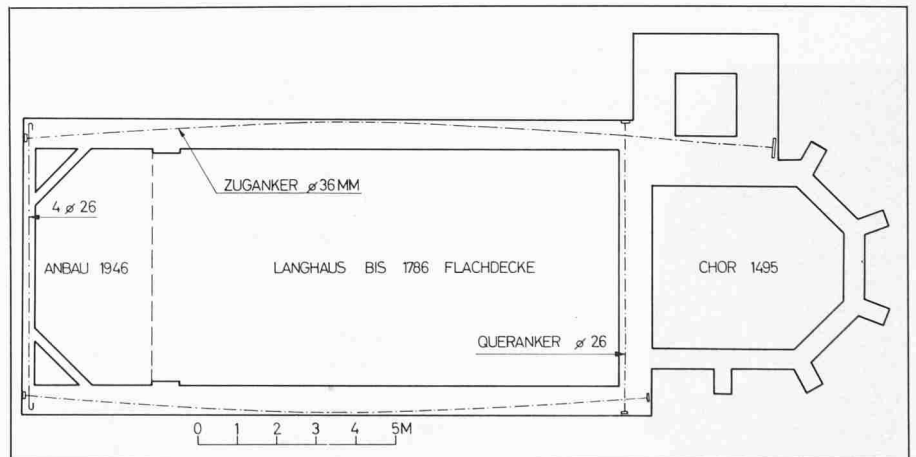 ZUGANKER ⌀ 36 MM
4 ⌀ 26
ANBAU 1946
LANGHAUS BIS 1786 FLACHDECKE
CHOR 1495
QUERANKER ⌀ 26
0 1 2 3 4 5M